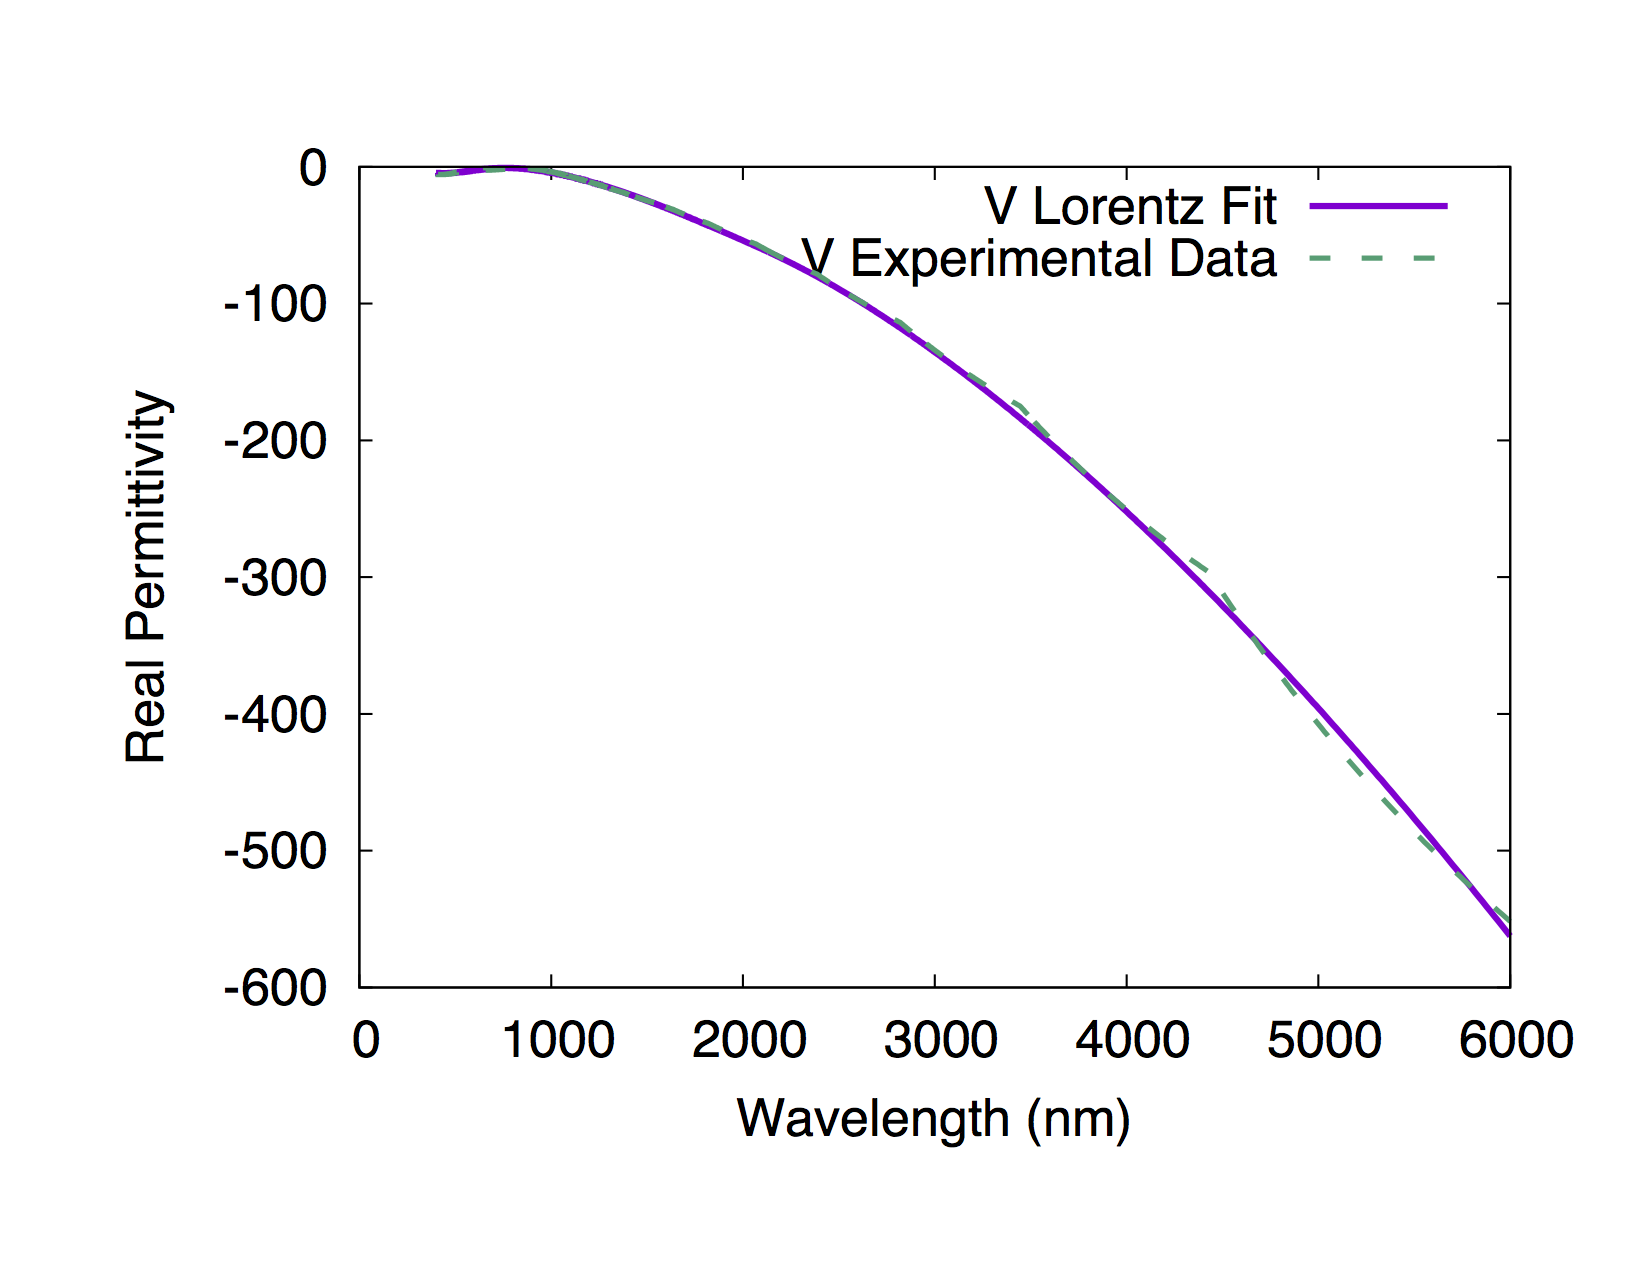 0
-100
-200
-300
-400
-500
-600
Real Permittivity
V Lorentz Fit
V Experimental Data
0 1000 2000 3000 4000 5000 6000
Wavelength (nm)